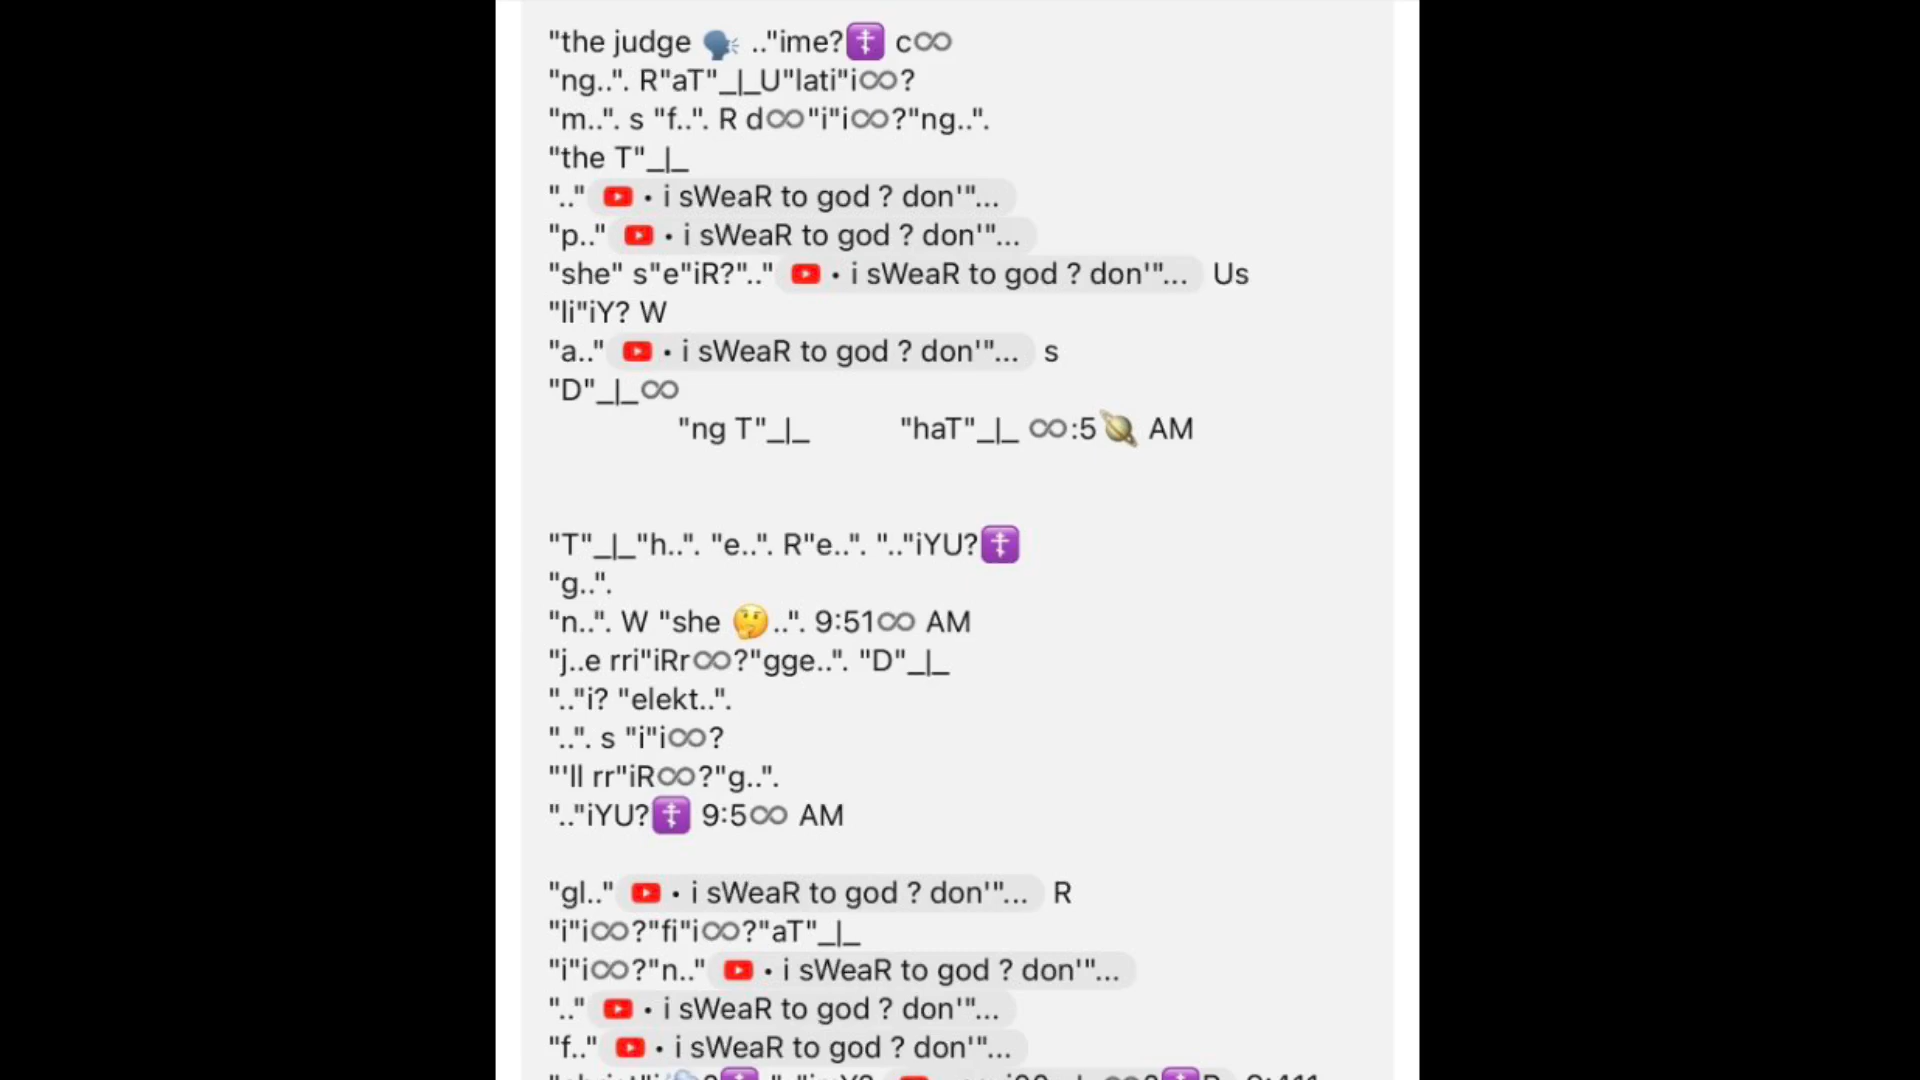 "the judge 🗣️ .."ime?☦️ c♾️
"ng..". R"aT"_|_U"lati"i♾️?
"m..". s "f..". R d♾️"i"i♾️?"ng..".
"the T"_|_
".." • i sWeaR to god ? don'"...
"p.." • i sWeaR to god ? don'"...
"she" s"e"iR?".." • i sWeaR to god ? don'"... Us
"li"iY? W
"a.." • i sWeaR to god ? don'"... s
"D"_|_♾️
"ng T"_|_ "haT"_|_ ♾️:5🪐 AM
"T"_|_"h..". "e..". R"e..". ".."iYU?☦️
"g..".
"n..". W "she 🤔..". 9:51♾️ AM
"j..e rri"iRr♾️?"gge..". "D"_|_
".."i? "elekt..".
"..". s "i"i♾️?
"'ll rr"iR♾️?"g..".
".."iYU?☦️ 9:5♾️ AM
"gl.." • i sWeaR to god ? don'"... R
"i"i♾️?"fi"i♾️?"aT"_|_
"i"i♾️?"n.." • i sWeaR to god ? don'"...
".." • i sWeaR to god ? don'"...
"f.." • i sWeaR to god ? don'"...